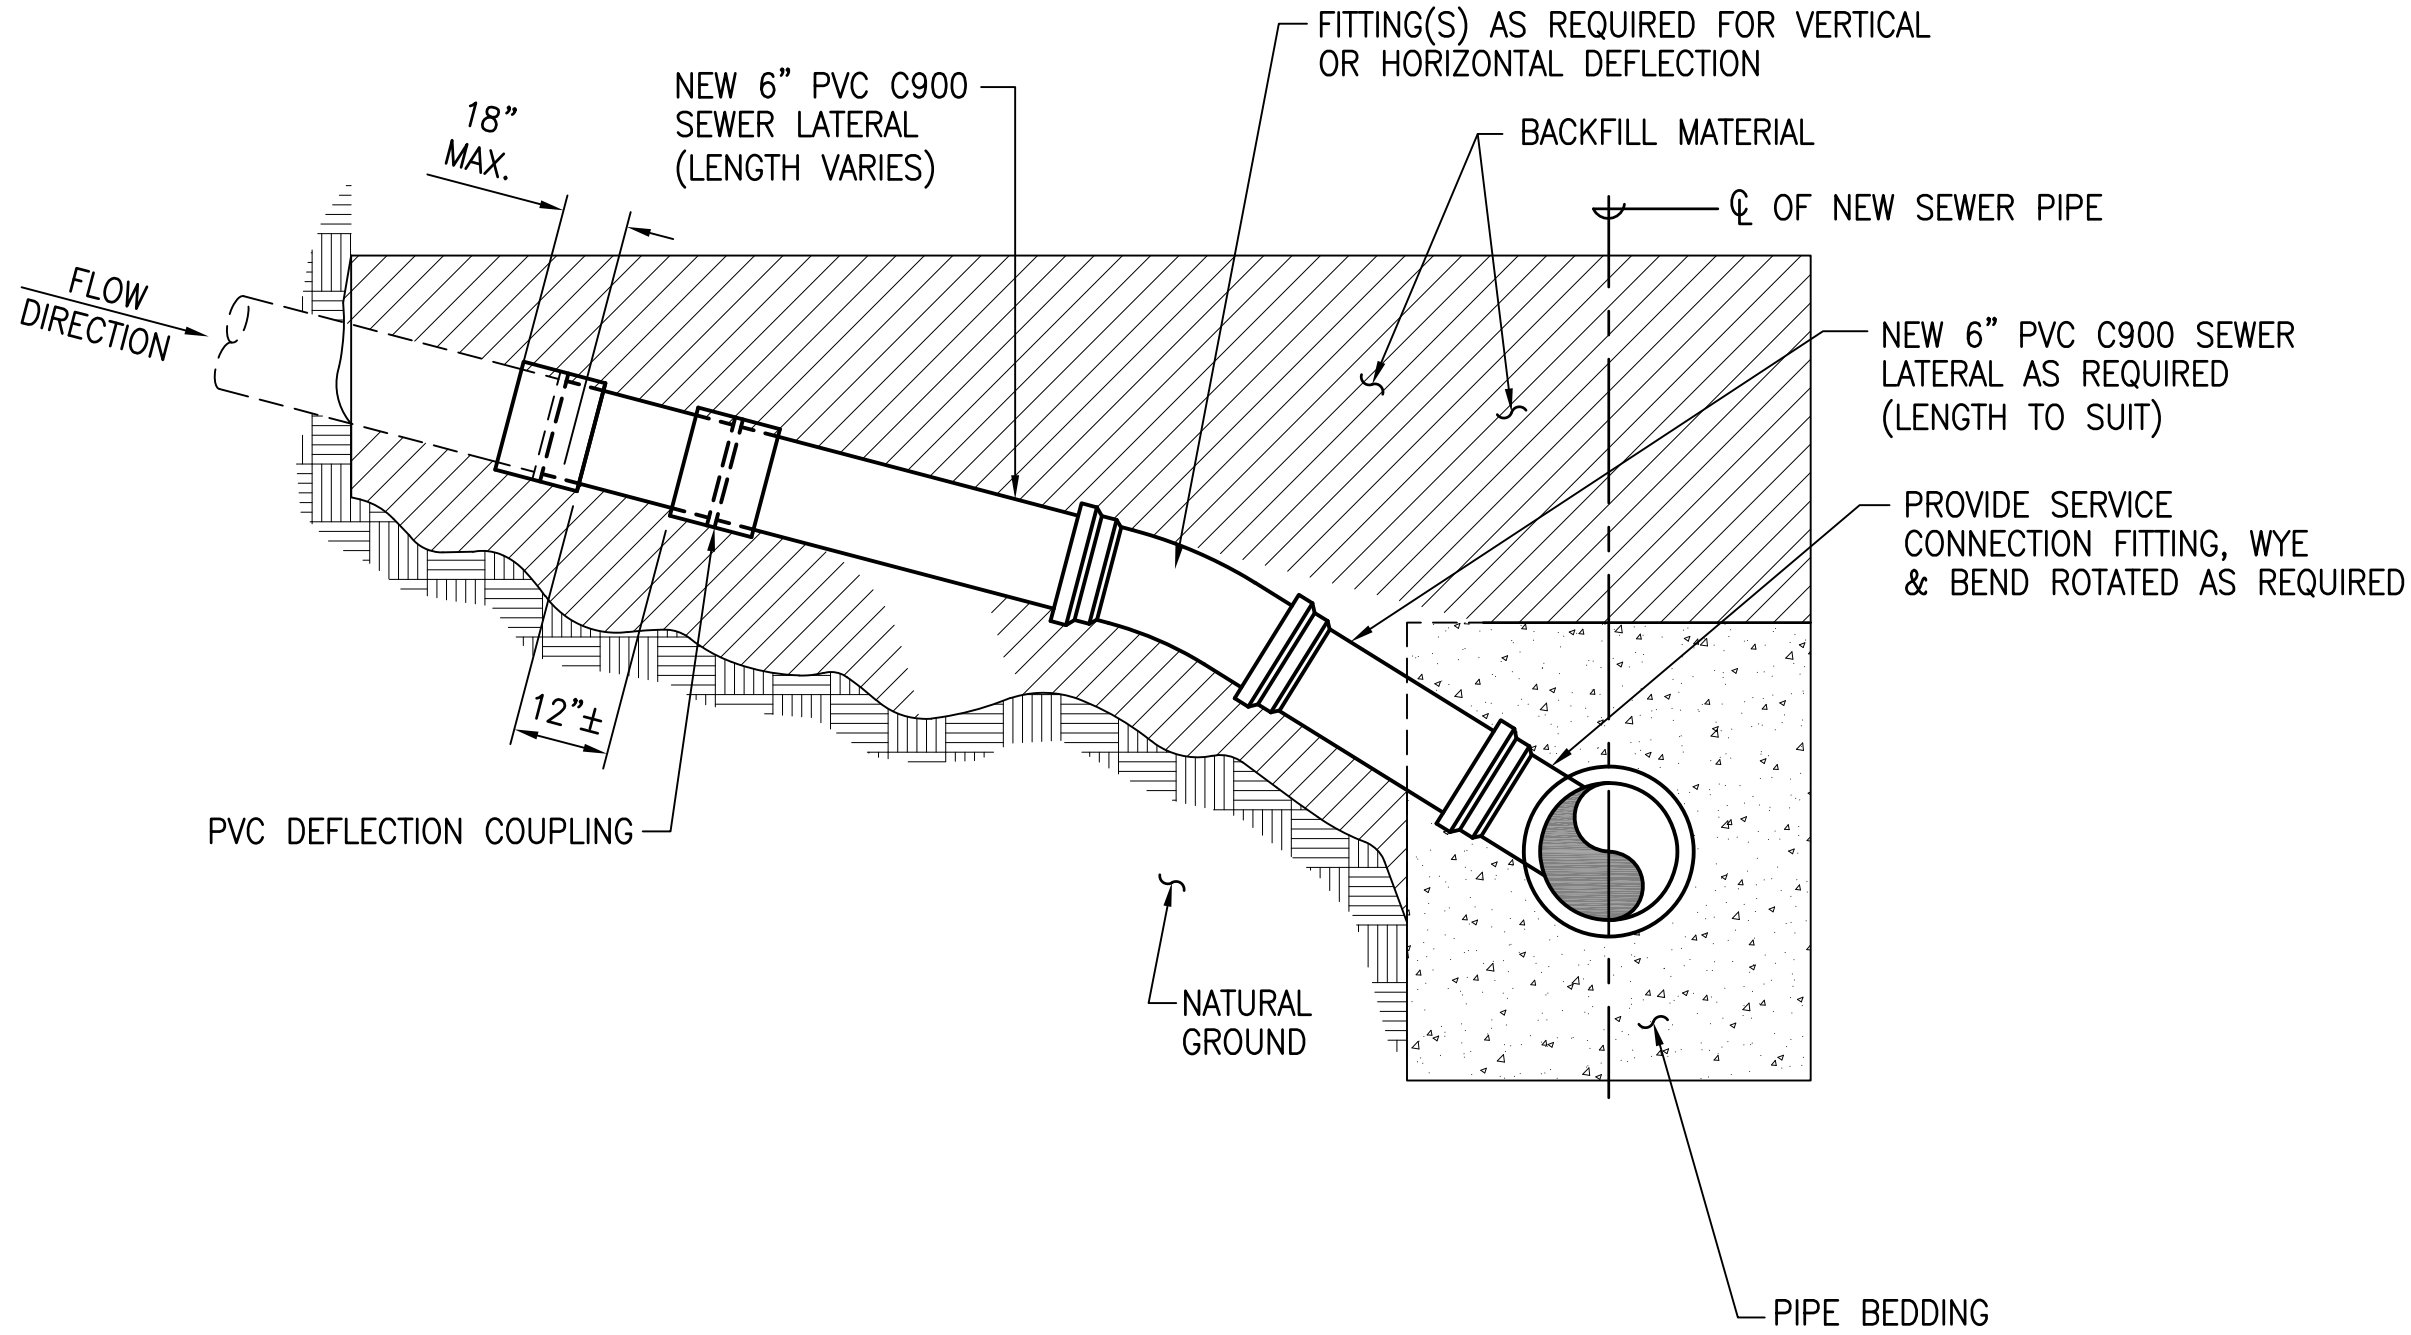 FITTING(S) AS REQUIRED FOR VERTICAL
OR HORIZONTAL DEFLECTION
NEW 6” PVC C900
SEWER LATERAL
(LENGTH VARIES)
18”
MAX.
BACKFILL MATERIAL
℄ OF NEW SEWER PIPE
FLOW
DIRECTION
NEW 6” PVC C900 SEWER
LATERAL AS REQUIRED
(LENGTH TO SUIT)
PROVIDE SERVICE
CONNECTION FITTING, WYE
& BEND ROTATED AS REQUIRED
12”±
PVC DEFLECTION COUPLING
NATURAL
GROUND
PIPE BEDDING